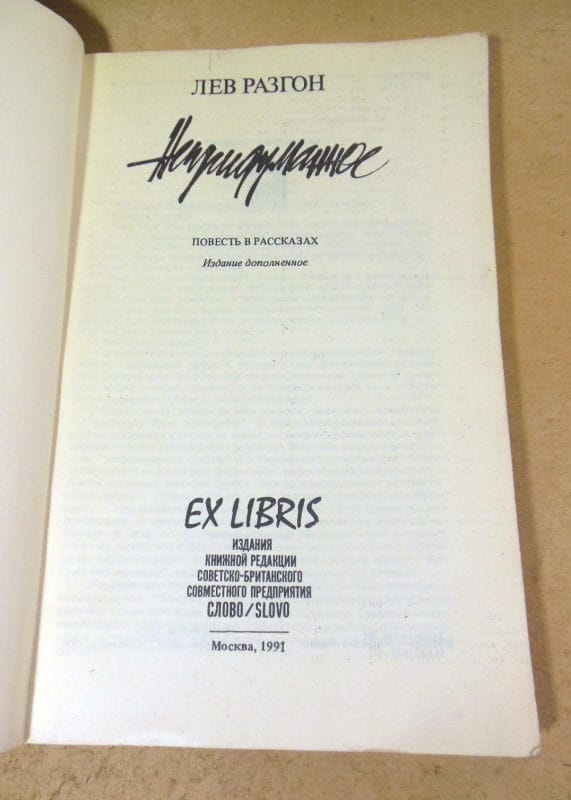 ЛЕВ РАЗГОН
Непридуманное
ПОВЕСТЬ В РАССКАЗАХ
Издание дополненное
EX LIBRIS
ИЗДАНИЯ
КНИЖНОЙ РЕДАКЦИИ
СОВЕТСКО-БРИТАНСКОГО
СОВМЕСТНОГО ПРЕДПРИЯТИЯ
СЛОВО/SLOVO
Москва, 1991